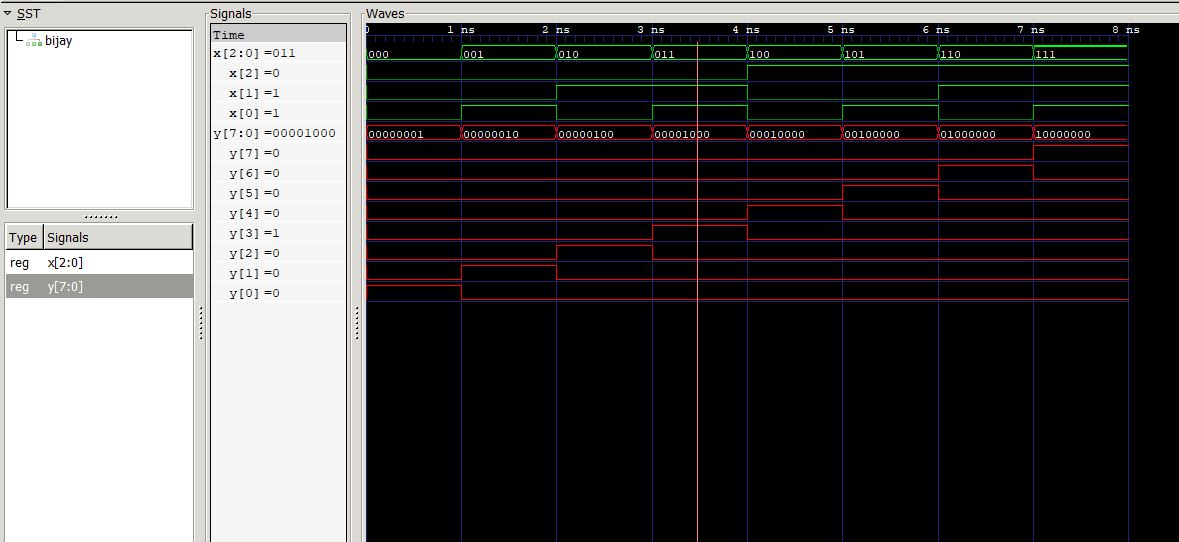 SST
bijay
Type Signals
reg x[2:0]
reg y[7:0]
Signals
Time
x[2:0] =011
x[2] =0
x[1] =1
x[0] =1
y[7:0] =00001000
y[7] =0
y[6] =0
y[5] =0
y[4] =0
y[3] =1
y[2] =0
y[1] =0
y[0] =0
Waves
0 1 ns 2 ns 3 ns 4 ns 5 ns 6 ns 7 ns 8 ns
000 001 010 011 100 101 110 111
00000001 00000010 00000100 00001000 00010000 00100000 01000000 10000000